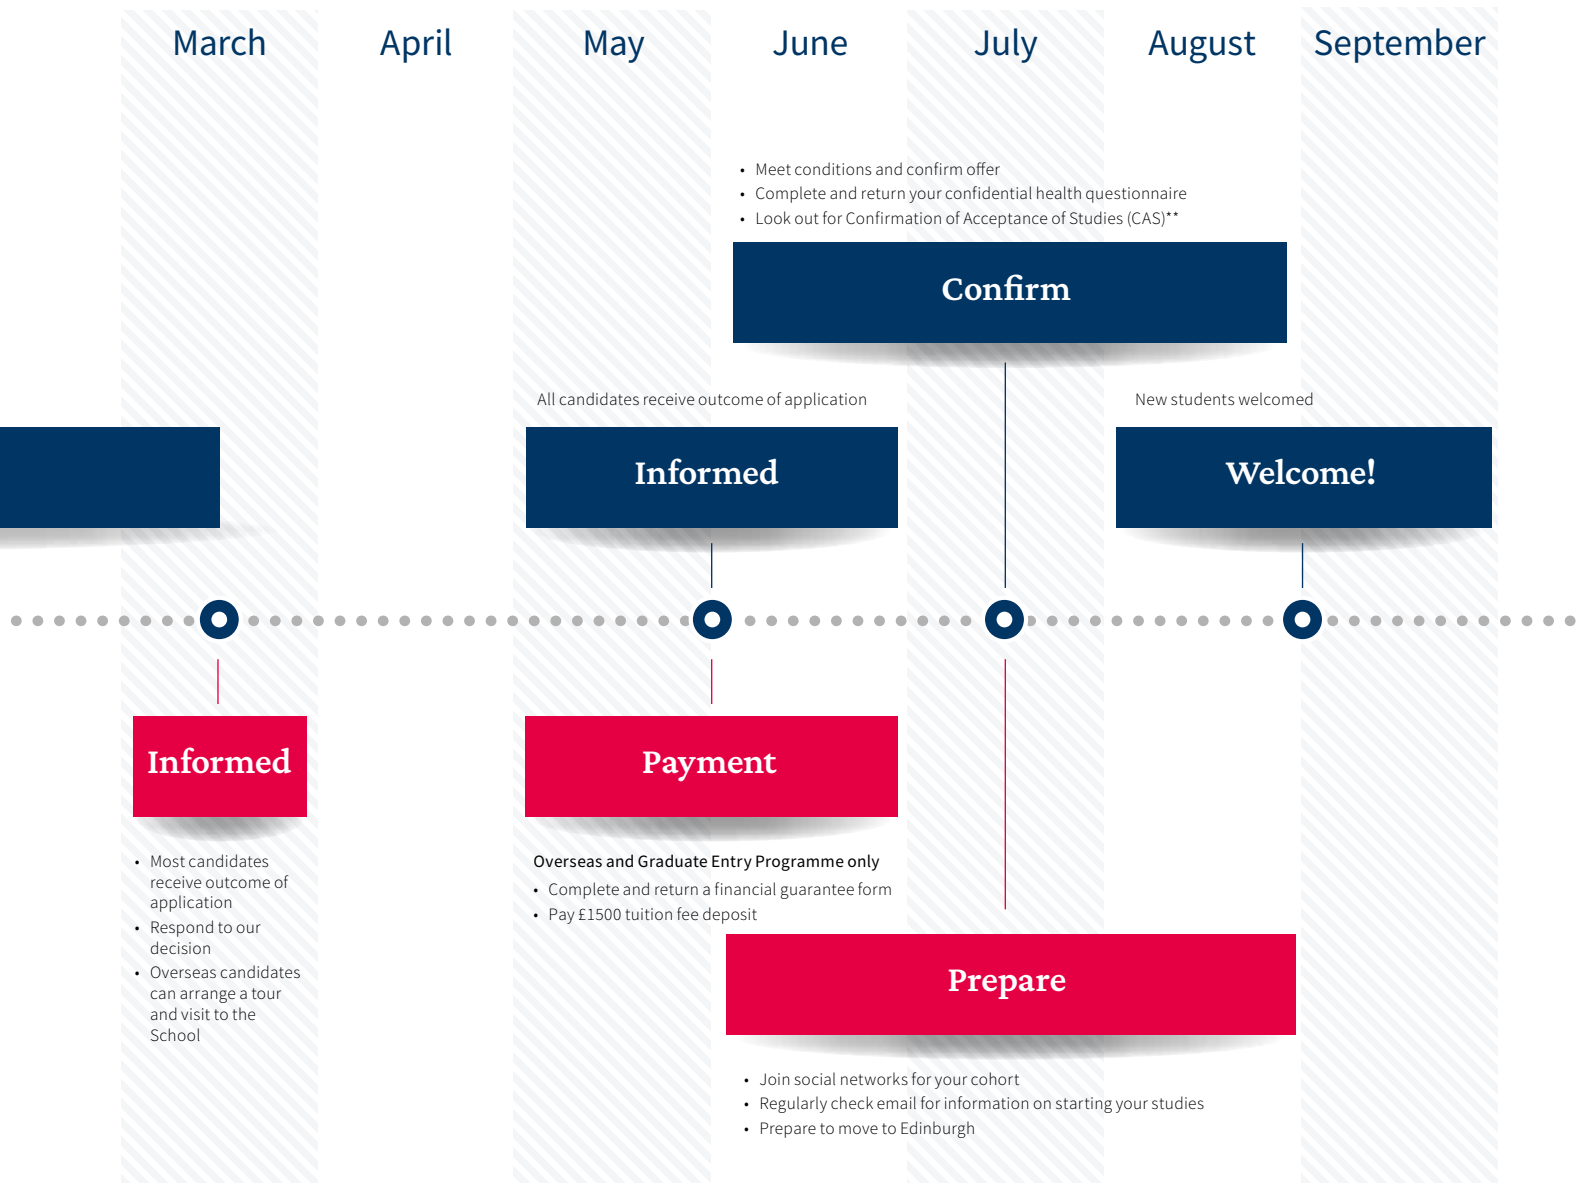 March April May June July August September
• Meet conditions and confirm offer
• Complete and return your confidential health questionnaire
• Look out for Confirmation of Acceptance of Studies (CAS)**
Confirm
All candidates receive outcome of application
New students welcomed
Informed
Welcome!
Informed
Payment
• Most candidates
receive outcome of
application
• Respond to our
decision
• Overseas candidates
can arrange a tour
and visit to the
School
Overseas and Graduate Entry Programme only
• Complete and return a financial guarantee form
• Pay £1500 tuition fee deposit
Prepare
• Join social networks for your cohort
• Regularly check email for information on starting your studies
• Prepare to move to Edinburgh